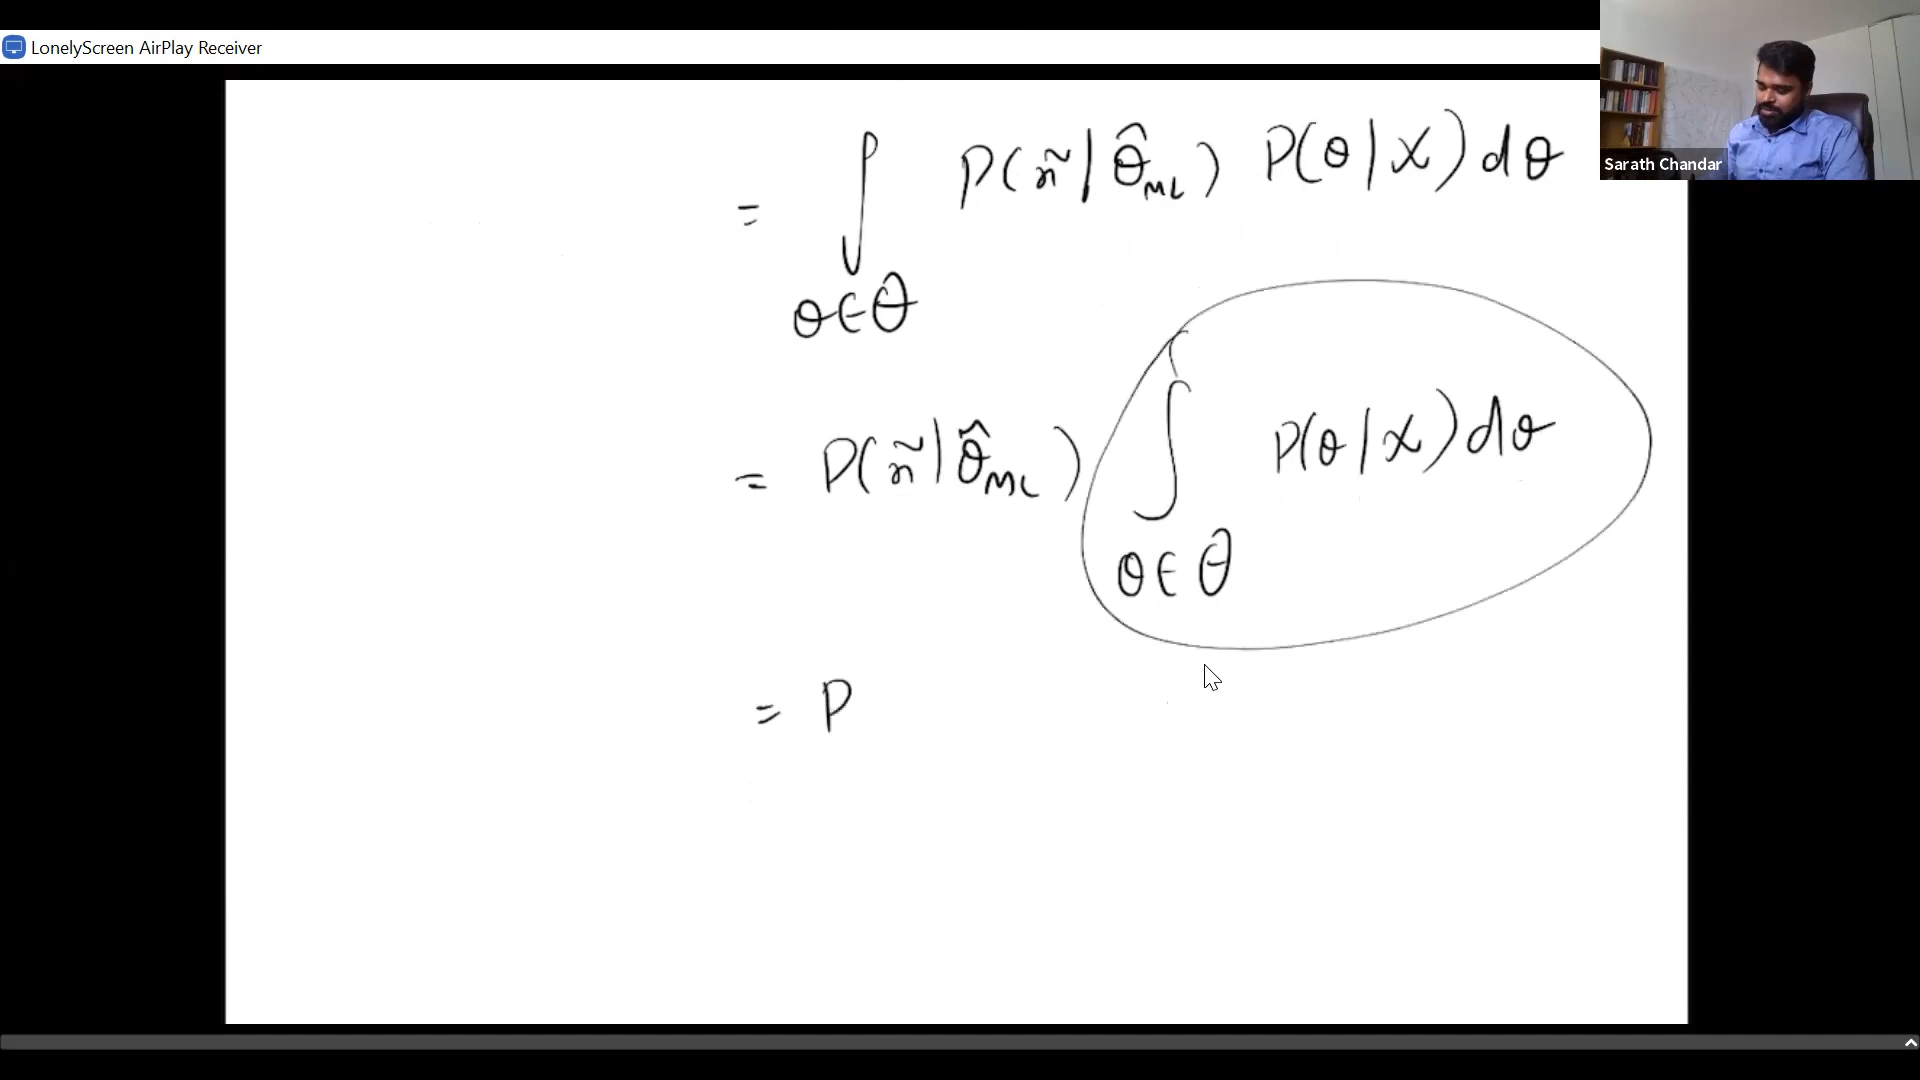 LonelyScreen AirPlay Receiver
Sarath Chandar
= ∫ P(x̃ | θ̂_ML) P(θ | X) dθ
θ∈Θ
= P(x̃ | θ̂_ML) ∫ P(θ | X) dθ
θ∈Θ
= P